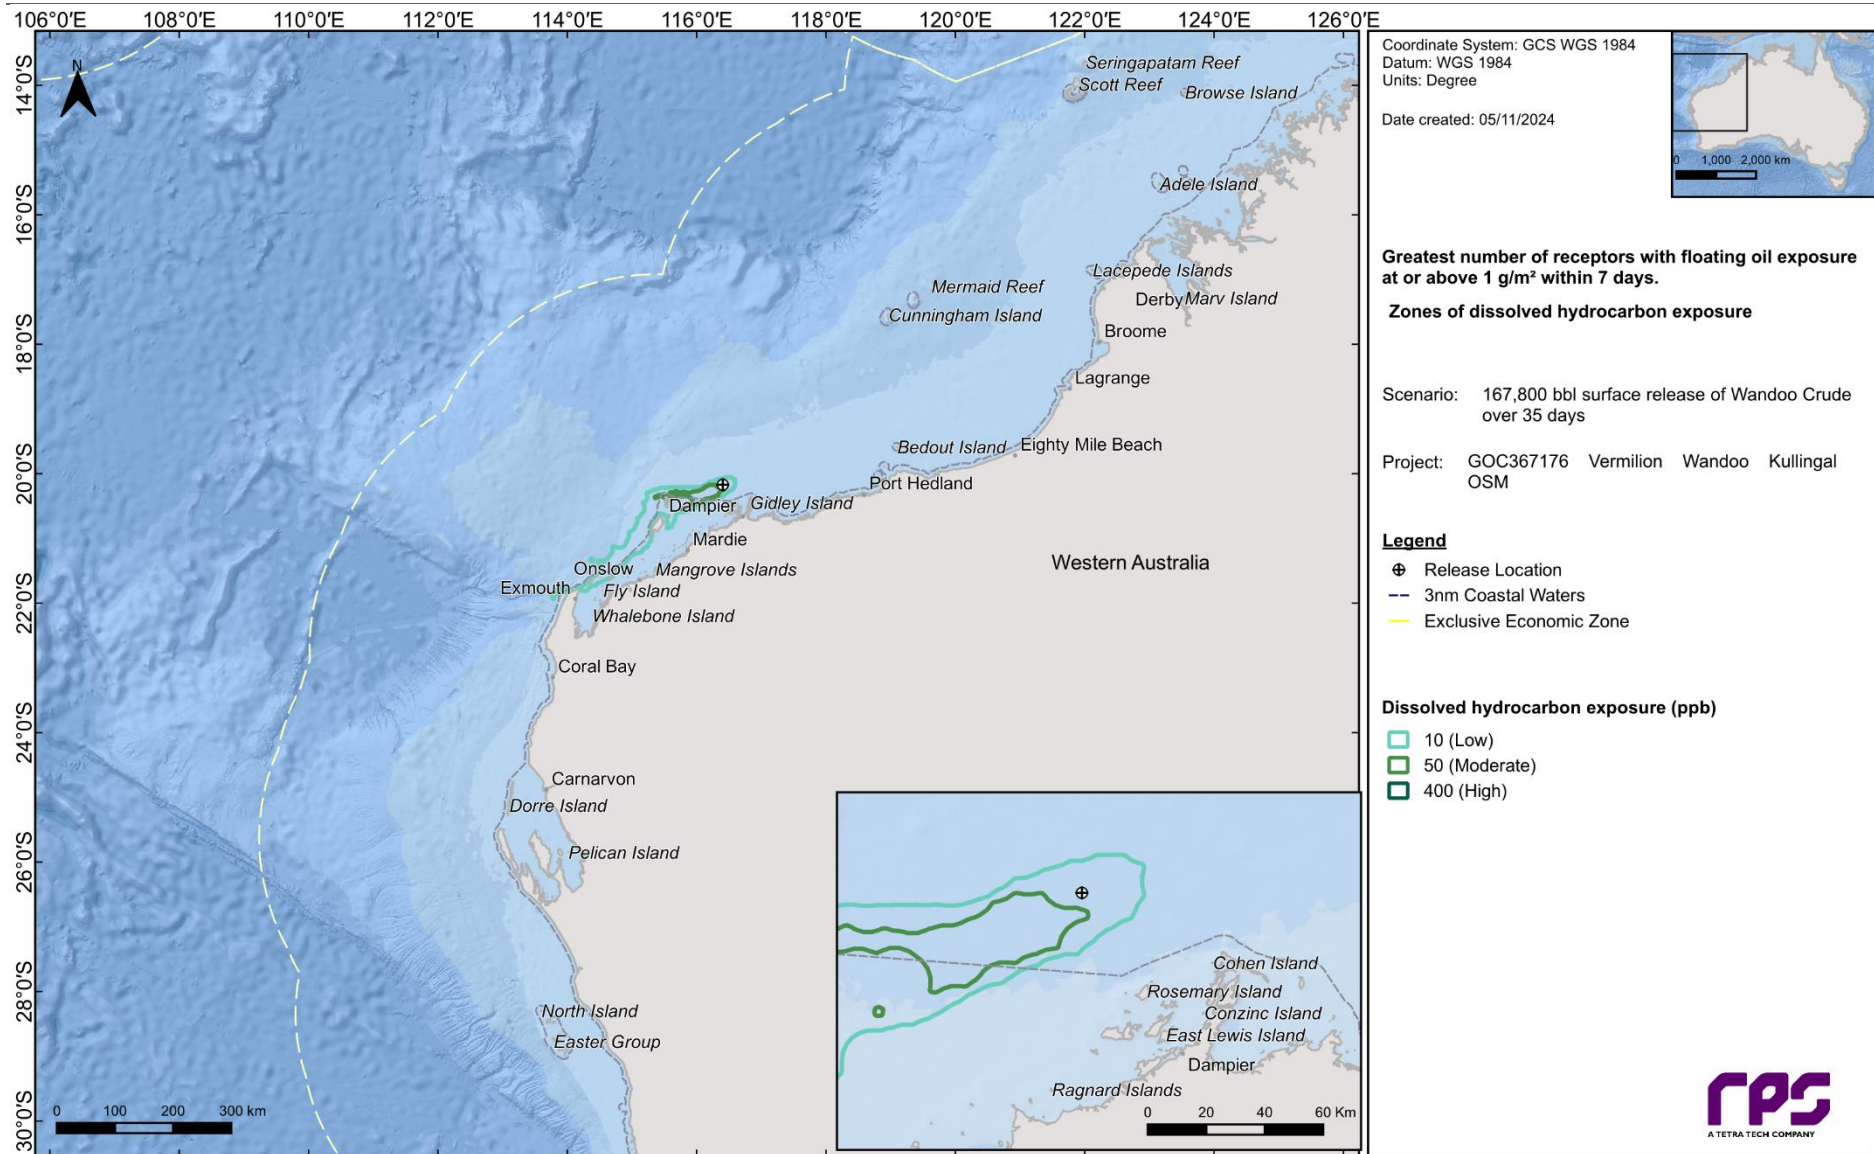 106°0'E 108°0'E 110°0'E 112°0'E 114°0'E 116°0'E 118°0'E 120°0'E 122°0'E 124°0'E 126°0'E
14°0'S
16°0'S
18°0'S
20°0'S
22°0'S
24°0'S
26°0'S
28°0'S
30°0'S
N
Seringapatam Reef
Scott Reef
Browse Island
Adele Island
Lacepede Islands
Mermaid Reef
Derby Mary Island
Cunningham Island
Broome
Lagrange
Bedout Island
Eighty Mile Beach
Port Hedland
Dampier
Gidley Island
Mardie
Western Australia
Onslow
Mangrove Islands
Exmouth
Fly Island
Whalebone Island
Coral Bay
Carnarvon
Dorre Island
Pelican Island
North Island
Easter Group
0 100 200 300 km
Cohen Island
Rosemary Island
Conzinc Island
East Lewis Island
Dampier
Ragnard Islands
0 20 40 60 Km
Coordinate System: GCS WGS 1984
Datum: WGS 1984
Units: Degree
Date created: 05/11/2024
0 1,000 2,000 km
Greatest number of receptors with floating oil exposure
at or above 1 g/m² within 7 days.
Zones of dissolved hydrocarbon exposure
Scenario: 167,800 bbl surface release of Wandoo Crude
over 35 days
Project: GOC367176 Vermilion Wandoo Kullingal
OSM
Legend
Release Location
3nm Coastal Waters
Exclusive Economic Zone
Dissolved hydrocarbon exposure (ppb)
10 (Low)
50 (Moderate)
400 (High)
rps
A TETRA TECH COMPANY